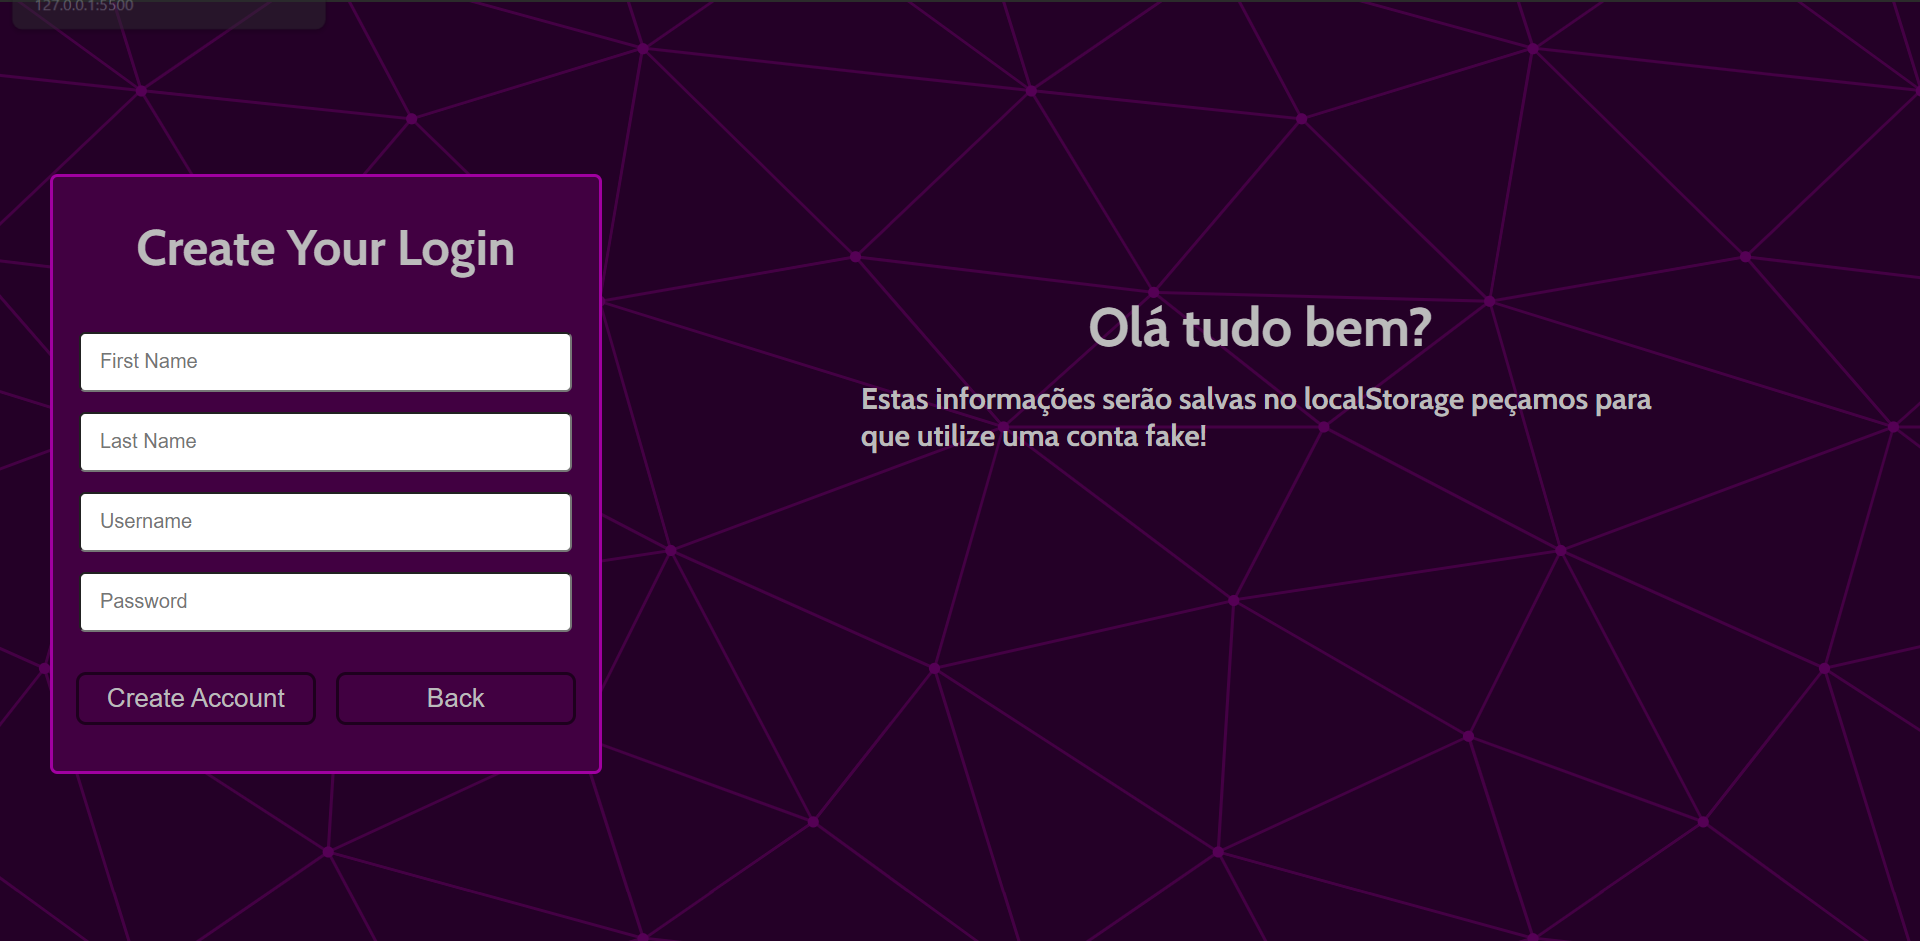 127.0.0.1:5500
Create Your Login
First Name
Last Name
Username
Password
Create Account
Back
Olá tudo bem?
Estas informações serão salvas no localStorage peçamos para
que utilize uma conta fake!